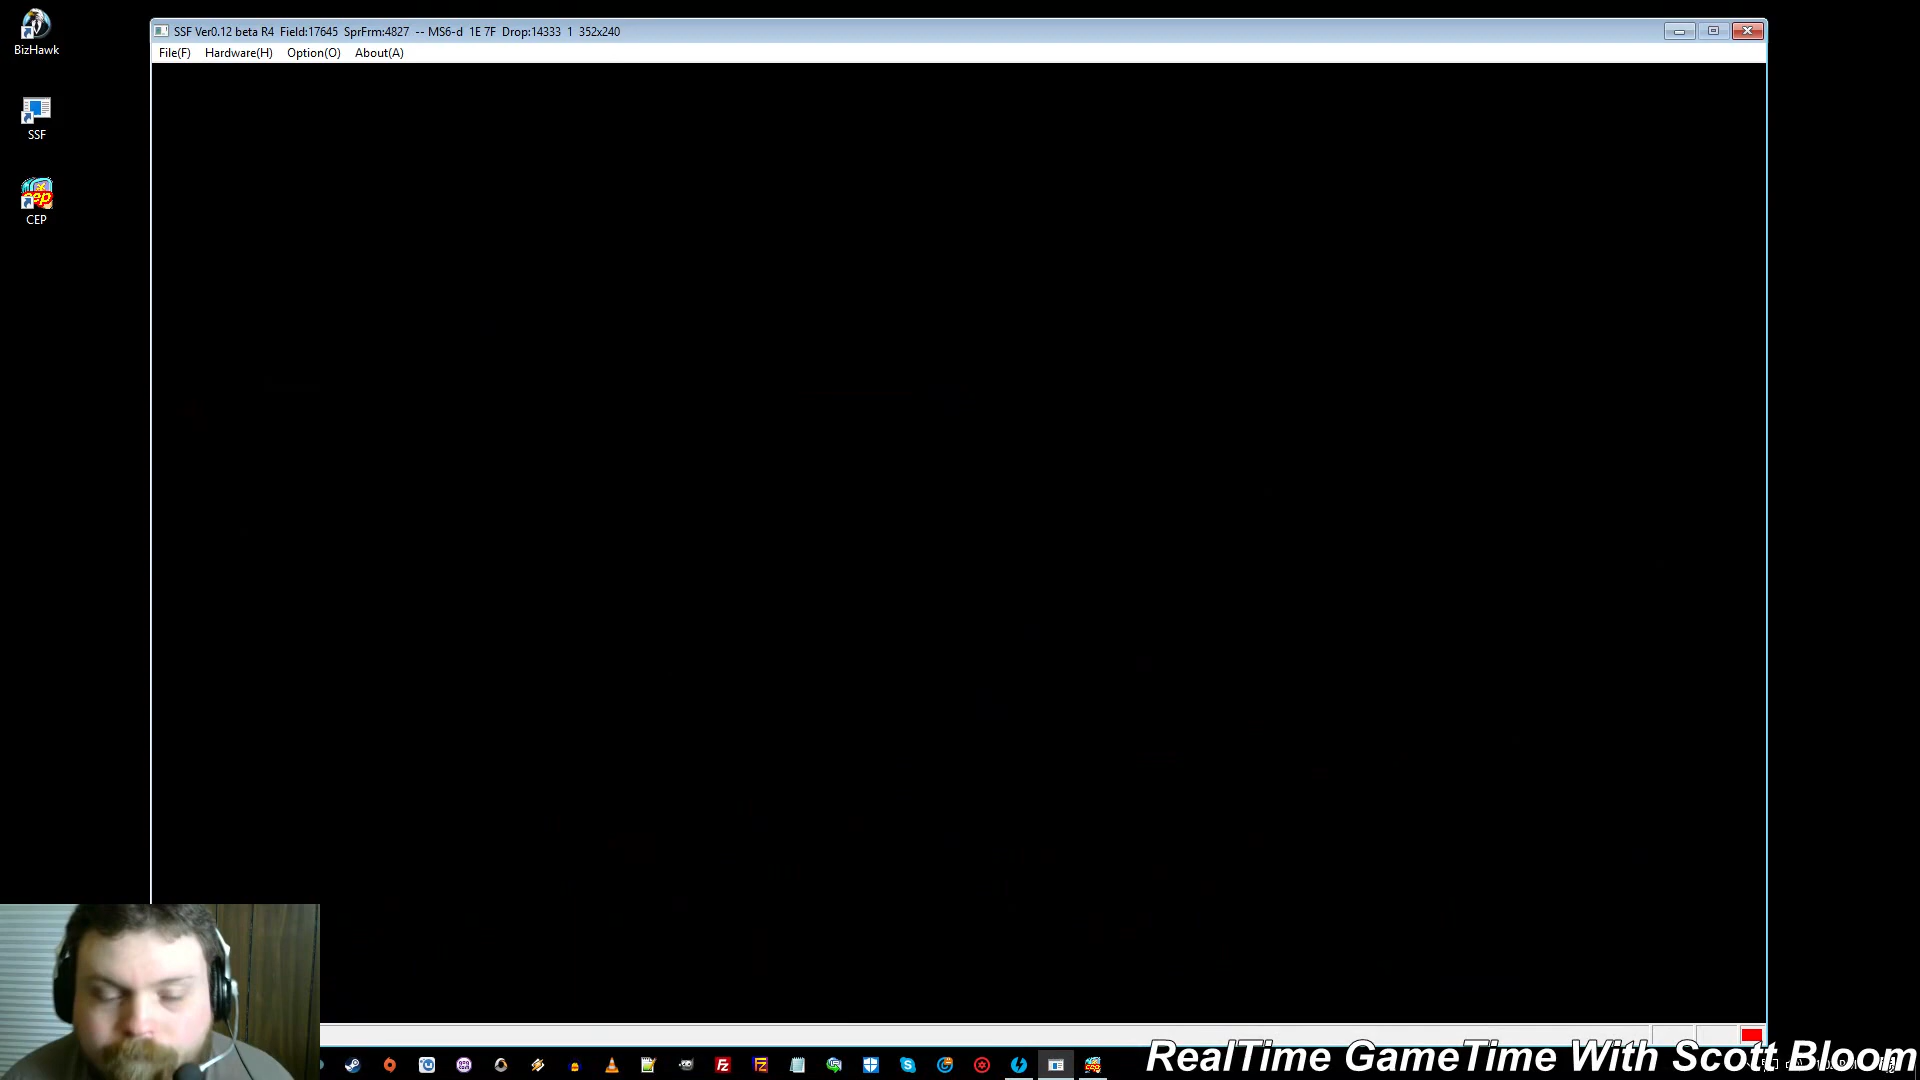 SSF Ver0.12 beta R4 Field:17645 SprFrm:4827 -- MS6-d 1E 7F Drop:14333 1 352x240
File(F) Hardware(H) Option(O) About(A)
BizHawk
SSF
CEP
RealTime GameTime With Scott Bloom